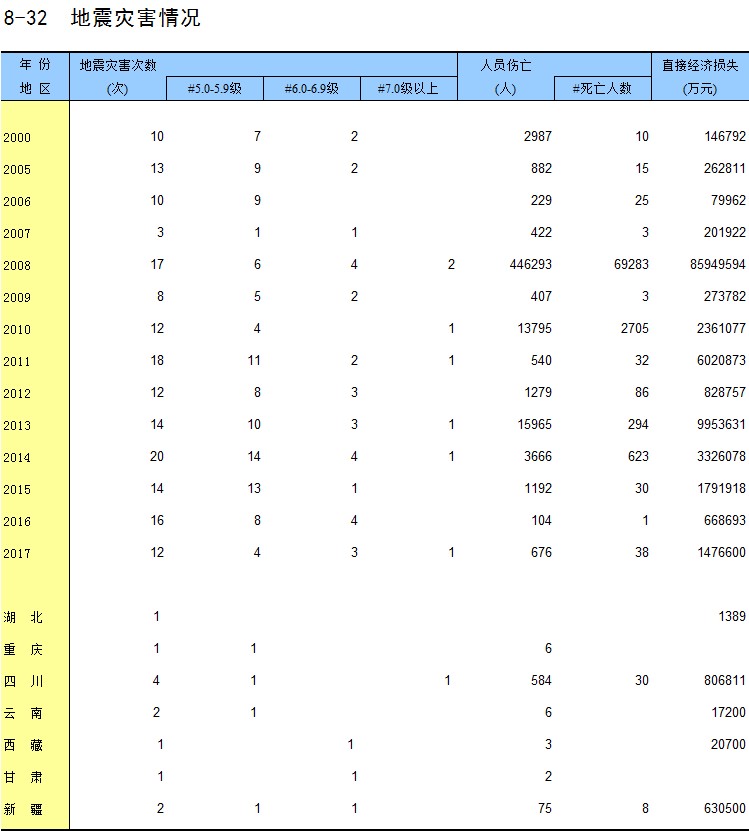 8-32 地震灾害情况
年 份 地震灾害次数 人员伤亡 直接经济损失
地 区 (次) #5.0-5.9级 #6.0-6.9级 #7.0级以上 (人) #死亡人数 (万元)
2000 10 7 2 2987 10 146792
2005 13 9 2 882 15 262811
2006 10 9 229 25 79962
2007 3 1 1 422 3 201922
2008 17 6 4 2 446293 69283 85949594
2009 8 5 2 407 3 273782
2010 12 4 1 13795 2705 2361077
2011 18 11 2 1 540 32 6020873
2012 12 8 3 1279 86 828757
2013 14 10 3 1 15965 294 9953631
2014 20 14 4 1 3666 623 3326078
2015 14 13 1 1192 30 1791918
2016 16 8 4 104 1 668693
2017 12 4 3 1 676 38 1476600
湖 北 1 1389
重 庆 1 1 6
四 川 4 1 1 584 30 806811
云 南 2 1 6 17200
西 藏 1 1 3 20700
甘 肃 1 1 2
新 疆 2 1 1 75 8 630500